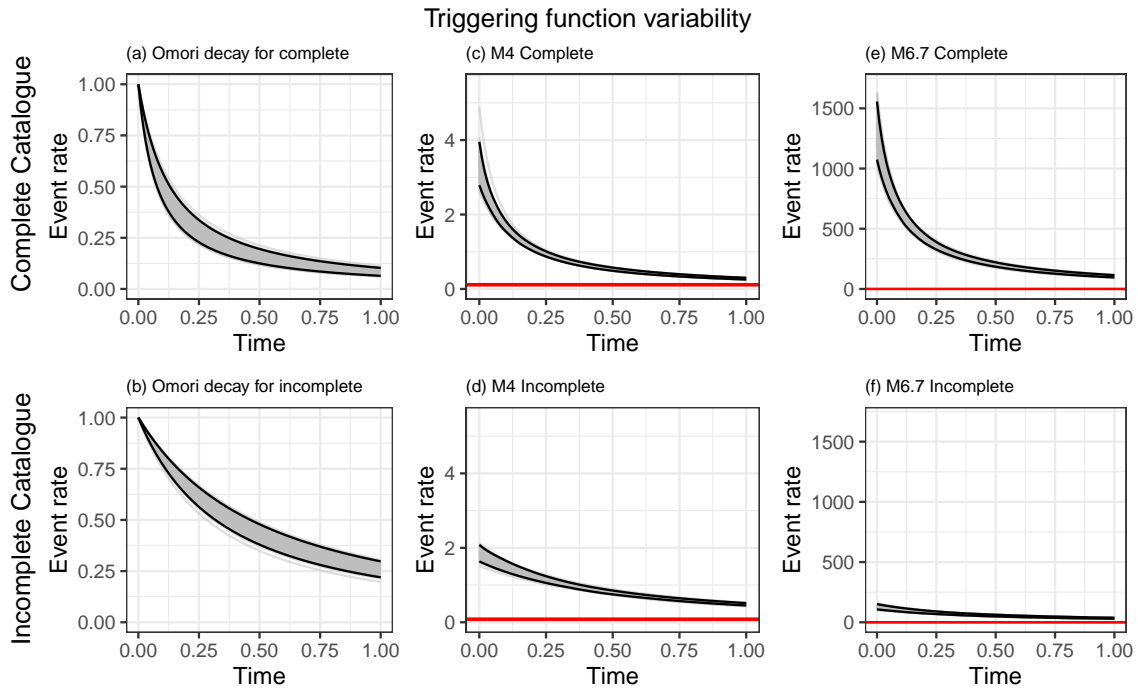 Triggering function variability
Complete Catalogue
(a) Omori decay for complete
Event rate
1.00
0.75
0.50
0.25
0.00
0.00 0.25 0.50 0.75 1.00
Time
(c) M4 Complete
Event rate
4
2
0
0.00 0.25 0.50 0.75 1.00
Time
(e) M6.7 Complete
Event rate
1500
1000
500
0
0.00 0.25 0.50 0.75 1.00
Time
Incomplete Catalogue
(b) Omori decay for incomplete
Event rate
1.00
0.75
0.50
0.25
0.00
0.00 0.25 0.50 0.75 1.00
Time
(d) M4 Incomplete
Event rate
4
2
0
0.00 0.25 0.50 0.75 1.00
Time
(f) M6.7 Incomplete
Event rate
1500
1000
500
0
0.00 0.25 0.50 0.75 1.00
Time